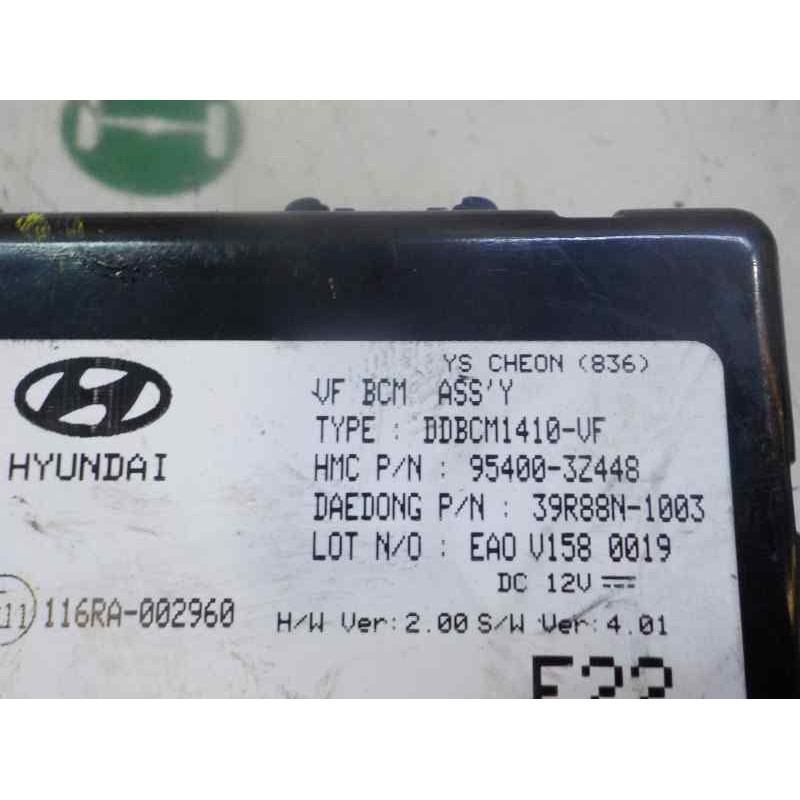 YS CHEON (836)
VF BCM ASS'Y
TYPE : BDBCM1410-VF
HYUNDAI
HMC P/N : 95400-3Z448
DAEDONG P/N : 39R88N-1003
LOT N/O : EA0 V158 0019
DC 12V
116RA-002960
H/W Ver: 2.00 S/W Ver: 4.01